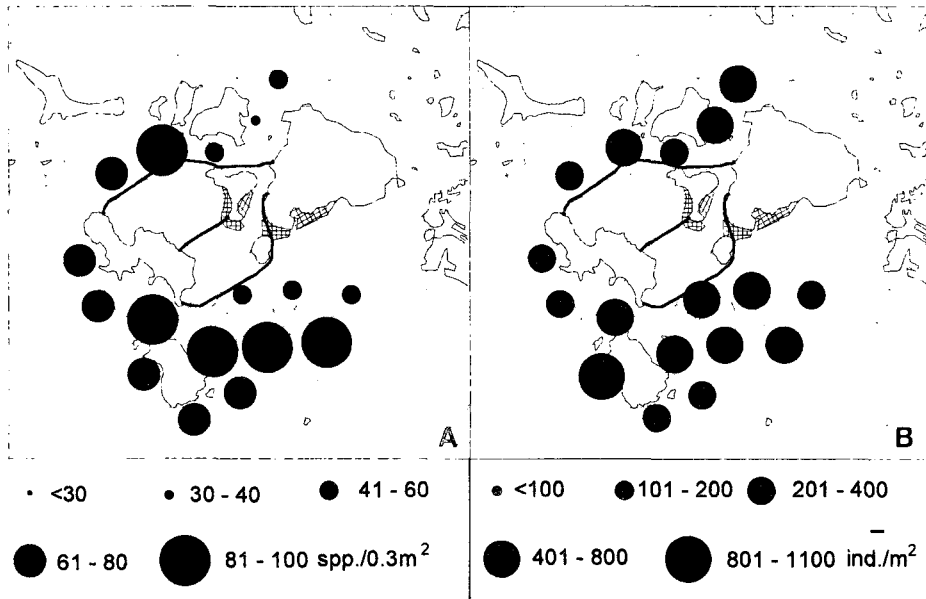 A
B
<30 30 - 40 41 - 60
61 - 80 81 - 100 spp./0.3m²
<100 101 - 200 201 - 400
401 - 800 801 - 1100 ind./m²